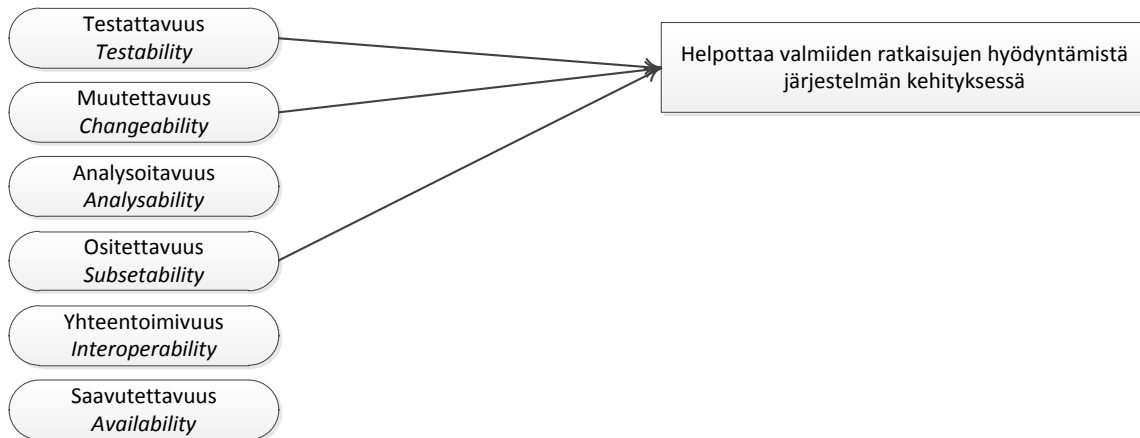 Testattavuus
Testability
Helpottaa valmiiden ratkaisujen hyödyntämistä
järjestelmän kehityksessä
Muutettavuus
Changeability
Analysoitavuus
Analysability
Ositettavuus
Subsetability
Yhteentoimivuus
Interoperability
Saavutettavuus
Availability